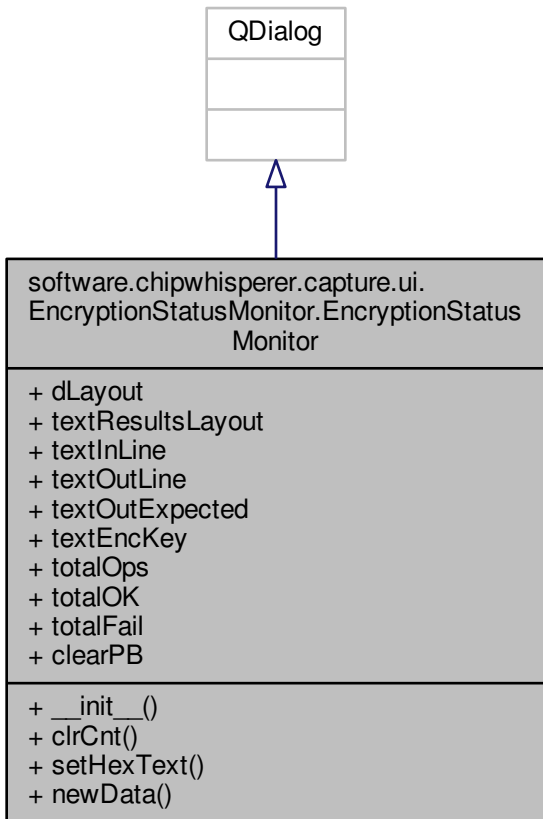 QDialog
software.chipwhisperer.capture.ui.
EncryptionStatusMonitor.EncryptionStatus
Monitor
+ dLayout
+ textResultsLayout
+ textInLine
+ textOutLine
+ textOutExpected
+ textEncKey
+ totalOps
+ totalOK
+ totalFail
+ clearPB
+ __init__()
+ clrCnt()
+ setHexText()
+ newData()